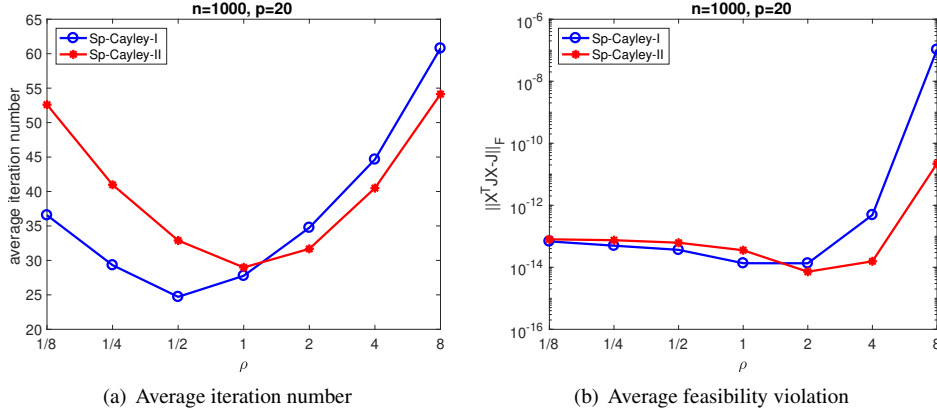 n=1000, p=20
Sp-Cayley-I
Sp-Cayley-II
average iteration number
65
60
55
50
45
40
35
30
25
20
1/8
1/4
1/2
1
2
4
8
ρ
(a) Average iteration number
n=1000, p=20
Sp-Cayley-I
Sp-Cayley-II
||XᵀJX-J||_F
10⁻⁶
10⁻⁸
10⁻¹⁰
10⁻¹²
10⁻¹⁴
10⁻¹⁶
1/8
1/4
1/2
1
2
4
8
ρ
(b) Average feasibility violation